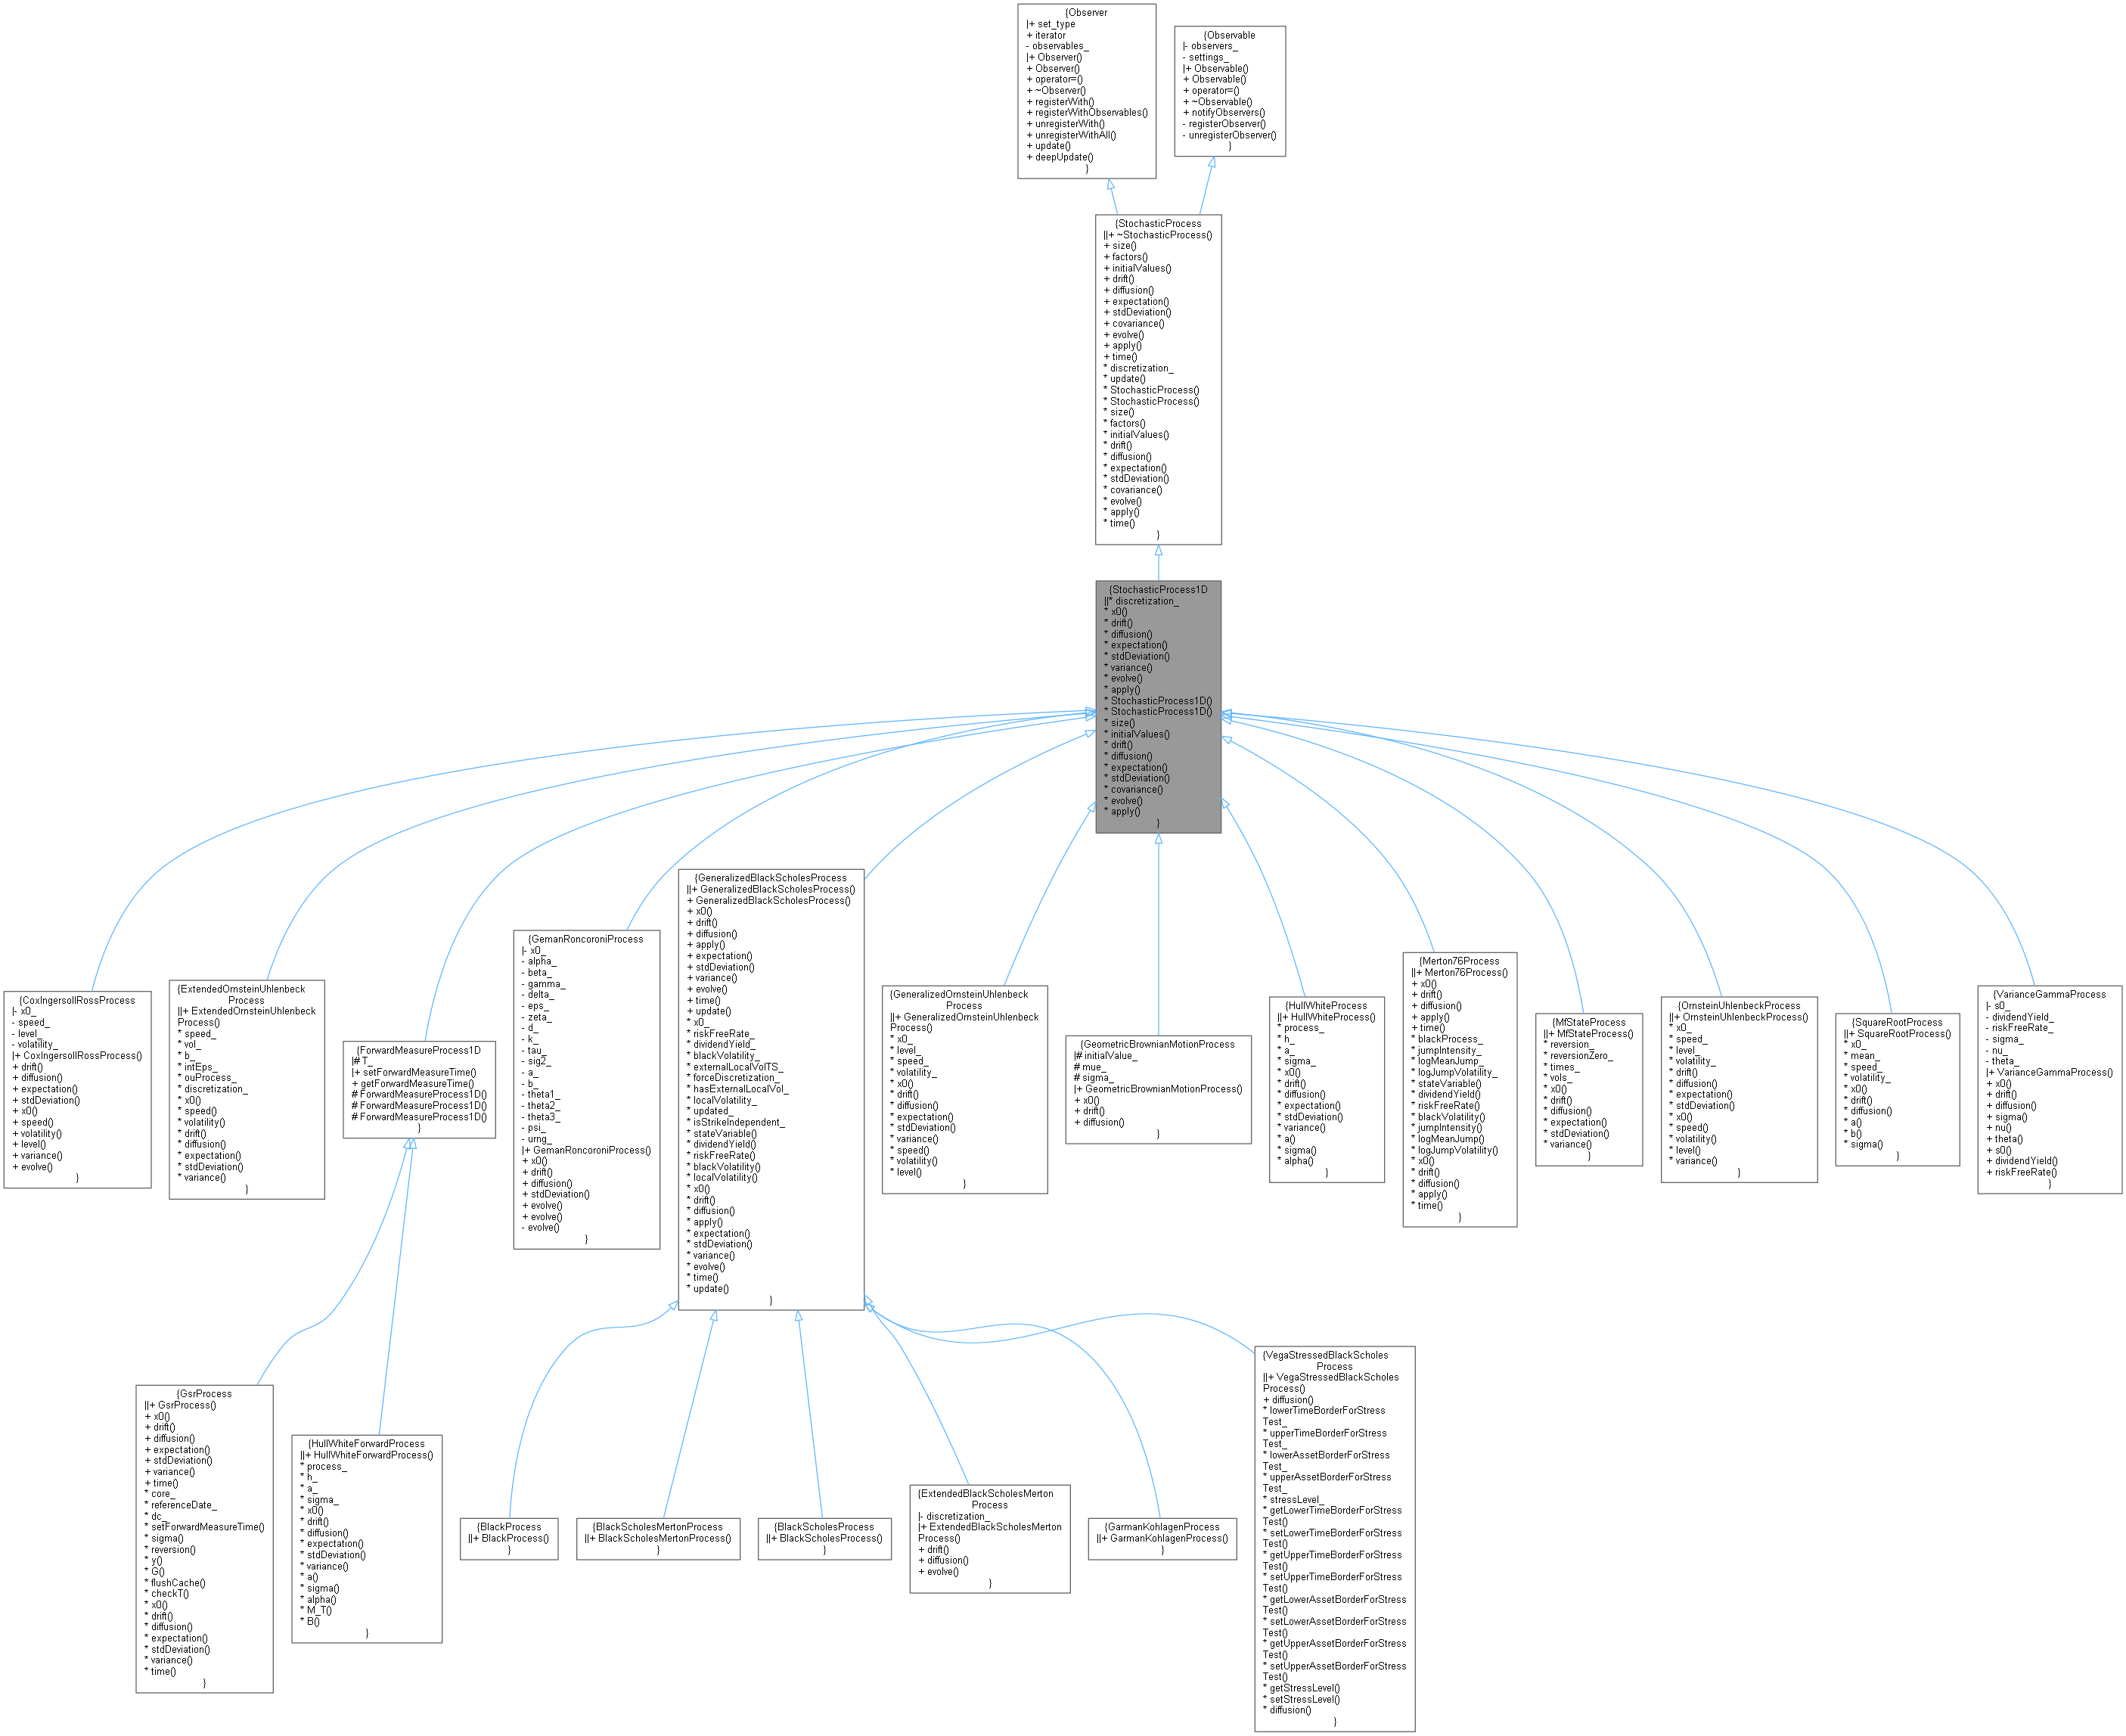 {Observer
|+ set_type
+ iterator
- observables_
|+ Observer()
+ Observer()
+ operator=()
+ ~Observer()
+ registerWith()
+ registerWithObservables()
+ unregisterWith()
+ unregisterWithAll()
+ update()
+ deepUpdate()
}
{Observable
|- observers_
- settings_
|+ Observable()
+ Observable()
+ operator=()
+ ~Observable()
+ notifyObservers()
- registerObserver()
- unregisterObserver()
}
{StochasticProcess
||+ ~StochasticProcess()
+ size()
+ factors()
+ initialValues()
+ drift()
+ diffusion()
+ expectation()
+ stdDeviation()
+ covariance()
+ evolve()
+ apply()
+ time()
* discretization_
* update()
* StochasticProcess()
* StochasticProcess()
* size()
* factors()
* initialValues()
* drift()
* diffusion()
* expectation()
* stdDeviation()
* covariance()
* evolve()
* apply()
* time()
}
{StochasticProcess1D
||* discretization_
* x0()
* drift()
* diffusion()
* expectation()
* stdDeviation()
* variance()
* evolve()
* apply()
* StochasticProcess1D()
* StochasticProcess1D()
* size()
* initialValues()
* drift()
* diffusion()
* expectation()
* stdDeviation()
* covariance()
* evolve()
* apply()
}
{CoxIngersollRossProcess
|- x0_
- speed_
- level_
- volatility_
|+ CoxIngersollRossProcess()
+ drift()
+ diffusion()
+ expectation()
+ stdDeviation()
+ x0()
+ speed()
+ volatility()
+ level()
+ variance()
+ evolve()
}
{ExtendedOrnsteinUhlenbeck
Process
||+ ExtendedOrnsteinUhlenbeck
Process()
* speed_
* vol_
* b_
* intEps_
* ouProcess_
* discretization_
* x0()
* speed()
* volatility()
* drift()
* diffusion()
* expectation()
* stdDeviation()
* variance()
}
{ForwardMeasureProcess1D
|# T_
|+ setForwardMeasureTime()
+ getForwardMeasureTime()
# ForwardMeasureProcess1D()
# ForwardMeasureProcess1D()
# ForwardMeasureProcess1D()
}
{GemanRoncoroniProcess
|- x0_
- alpha_
- beta_
- gamma_
- delta_
- eps_
- zeta_
- d_
- k_
- tau_
- sig2_
- a_
- b_
- theta1_
- theta2_
- theta3_
- psi_
- urng_
|+ GemanRoncoroniProcess()
+ x0()
+ drift()
+ diffusion()
+ stdDeviation()
+ evolve()
+ evolve()
- evolve()
}
{GeneralizedBlackScholesProcess
||+ GeneralizedBlackScholesProcess()
+ GeneralizedBlackScholesProcess()
+ x0()
+ drift()
+ diffusion()
+ apply()
+ expectation()
+ stdDeviation()
+ variance()
+ evolve()
+ time()
+ update()
* x0_
* riskFreeRate_
* dividendYield_
* blackVolatility_
* externalLocalVolTS_
* forceDiscretization_
* hasExternalLocalVol_
* localVolatility_
* updated_
* isStrikeIndependent_
* stateVariable()
* dividendYield()
* riskFreeRate()
* blackVolatility()
* localVolatility()
* x0()
* drift()
* diffusion()
* apply()
* expectation()
* stdDeviation()
* variance()
* evolve()
* time()
* update()
}
{GeneralizedOrnsteinUhlenbeck
Process
||+ GeneralizedOrnsteinUhlenbeck
Process()
* x0_
* level_
* speed_
* volatility_
* x0()
* drift()
* diffusion()
* expectation()
* stdDeviation()
* variance()
* speed()
* volatility()
* level()
}
{GeometricBrownianMotionProcess
|# initialValue_
# mue_
# sigma_
|+ GeometricBrownianMotionProcess()
+ x0()
+ drift()
+ diffusion()
}
{HullWhiteProcess
||+ HullWhiteProcess()
* process_
* h_
* a_
* sigma_
* x0()
* drift()
* diffusion()
* expectation()
* stdDeviation()
* variance()
* a()
* sigma()
* alpha()
}
{Merton76Process
||+ Merton76Process()
+ x0()
+ drift()
+ diffusion()
+ apply()
+ time()
* blackProcess_
* jumpIntensity_
* logMeanJump_
* logJumpVolatility_
* stateVariable()
* dividendYield()
* riskFreeRate()
* blackVolatility()
* jumpIntensity()
* logMeanJump()
* logJumpVolatility()
* x0()
* drift()
* diffusion()
* apply()
* time()
}
{MfStateProcess
||+ MfStateProcess()
* reversion_
* reversionZero_
* times_
* vols_
* x0()
* drift()
* diffusion()
* expectation()
* stdDeviation()
* variance()
}
{OrnsteinUhlenbeckProcess
||+ OrnsteinUhlenbeckProcess()
* x0_
* speed_
* level_
* volatility_
* drift()
* diffusion()
* expectation()
* stdDeviation()
* x0()
* speed()
* volatility()
* level()
* variance()
}
{SquareRootProcess
||+ SquareRootProcess()
* x0_
* mean_
* speed_
* volatility_
* x0()
* drift()
* diffusion()
* a()
* b()
* sigma()
}
{VarianceGammaProcess
|- s0_
- dividendYield_
- riskFreeRate_
- sigma_
- nu_
- theta_
|+ VarianceGammaProcess()
+ x0()
+ drift()
+ diffusion()
+ sigma()
+ nu()
+ theta()
+ s0()
+ dividendYield()
+ riskFreeRate()
}
{GsrProcess
||+ GsrProcess()
+ x0()
+ drift()
+ diffusion()
+ expectation()
+ stdDeviation()
+ variance()
+ time()
* core_
* referenceDate_
* dc_
* setForwardMeasureTime()
* sigma()
* reversion()
* y()
* G()
* flushCache()
* checkT()
* x0()
* drift()
* diffusion()
* expectation()
* stdDeviation()
* variance()
* time()
}
{HullWhiteForwardProcess
||+ HullWhiteForwardProcess()
* process_
* h_
* a_
* sigma_
* x0()
* drift()
* diffusion()
* expectation()
* stdDeviation()
* variance()
* a()
* sigma()
* alpha()
* M_T()
* B()
}
{BlackProcess
||+ BlackProcess()
}
{BlackScholesMertonProcess
||+ BlackScholesMertonProcess()
}
{BlackScholesProcess
||+ BlackScholesProcess()
}
{ExtendedBlackScholesMerton
Process
|- discretization_
|+ ExtendedBlackScholesMerton
Process()
+ drift()
+ diffusion()
+ evolve()
}
{GarmanKohlagenProcess
||+ GarmanKohlagenProcess()
}
{VegaStressedBlackScholes
Process
||+ VegaStressedBlackScholes
Process()
+ diffusion()
* lowerTimeBorderForStress
Test_
* upperTimeBorderForStress
Test_
* lowerAssetBorderForStress
Test_
* upperAssetBorderForStress
Test_
* stressLevel_
* getLowerTimeBorderForStress
Test()
* setLowerTimeBorderForStress
Test()
* getUpperTimeBorderForStress
Test()
* setUpperTimeBorderForStress
Test()
* getLowerAssetBorderForStress
Test()
* setLowerAssetBorderForStress
Test()
* getUpperAssetBorderForStress
Test()
* setUpperAssetBorderForStress
Test()
* getStressLevel()
* setStressLevel()
* diffusion()
}